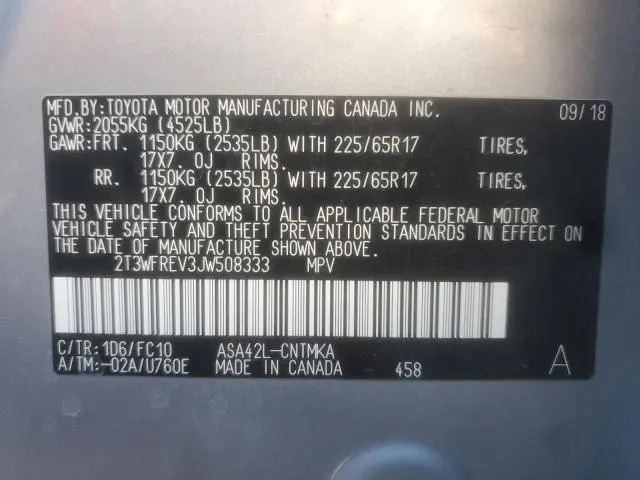 MFD.BY:TOYOTA MOTOR MANUFACTURING CANADA INC. 09/18
GVWR:2055KG (4525LB)
GAWR:FRT. 1150KG (2535LB) WITH 225/65R17 TIRES,
17X7.0J RIMS.
RR. 1150KG (2535LB) WITH 225/65R17 TIRES,
17X7.0J RIMS.
THIS VEHICLE CONFORMS TO ALL APPLICABLE FEDERAL MOTOR
VEHICLE SAFETY AND THEFT PREVENTION STANDARDS IN EFFECT ON
THE DATE OF MANUFACTURE SHOWN ABOVE.
2T3WFREV3JW508333 MPV
C/TR:1D6/FC10 ASA42L-CNTMKA
A/TM:-02A/U760E MADE IN CANADA 458 A